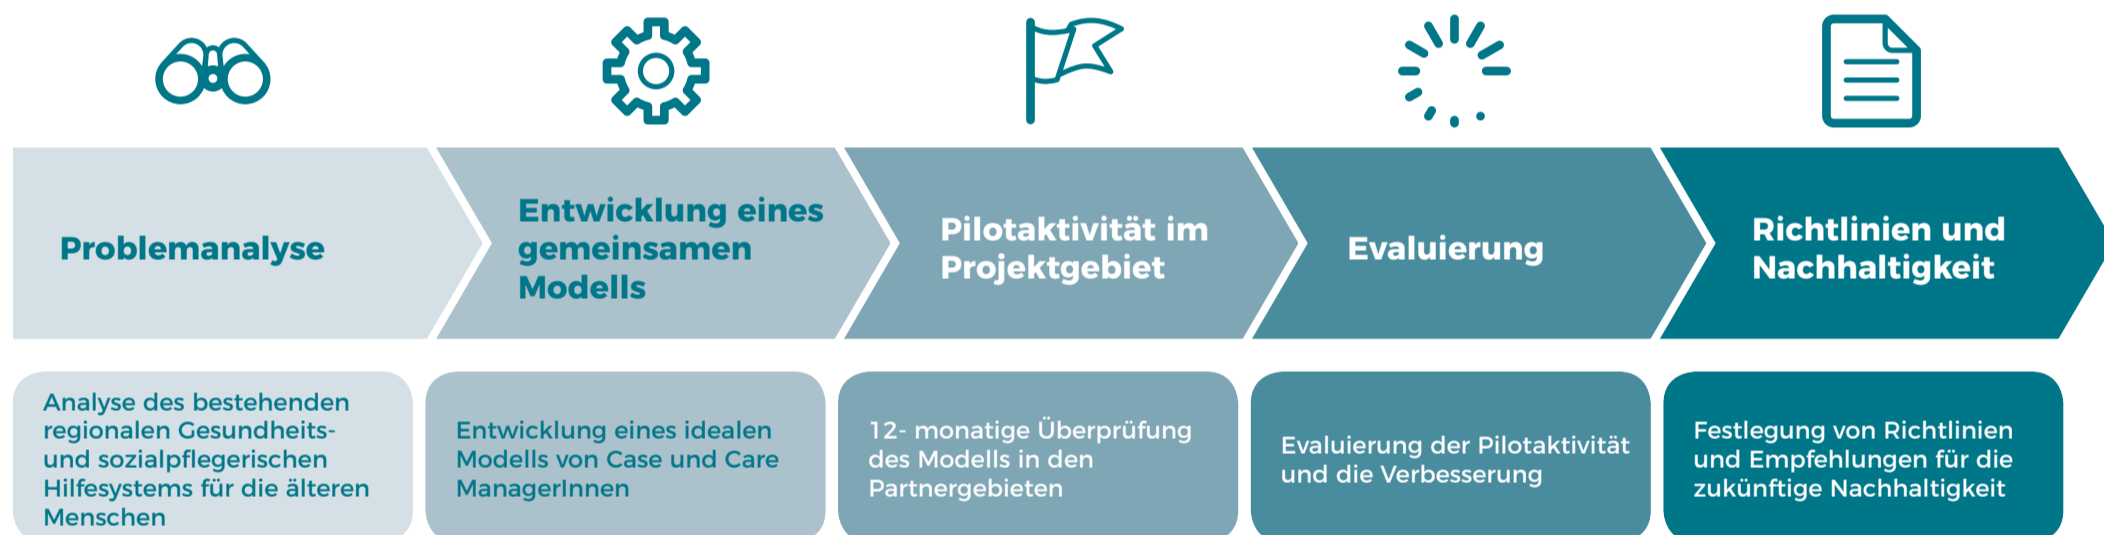 Problemanalyse
Entwicklung eines
gemeinsamen
Modells
Pilotaktivität im
Projektgebiet
Evaluierung
Richtlinien und
Nachhaltigkeit
Analyse des bestehenden
regionalen Gesundheits-
und sozialpflegerischen
Hilfesystems für die älteren
Menschen
Entwicklung eines idealen
Modells von Case und Care
ManagerInnen
12- monatige Überprüfung
des Modells in den
Partnergebieten
Evaluierung der Pilotaktivität
und die Verbesserung
Festlegung von Richtlinien
und Empfehlungen für die
zukünftige Nachhaltigkeit